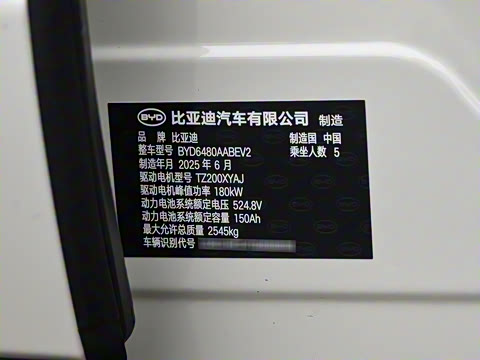 BYD 比亚迪汽车有限公司 制造
品牌 比亚迪 制造国 中国
整车型号 BYD6480AABEV2 乘坐人数 5
制造年月 2025 年 6 月
驱动电机型号 TZ200XYAJ
驱动电机峰值功率 180kW
动力电池系统额定电压 524.8V
动力电池系统额定容量 150Ah
最大允许总质量 2545kg
车辆识别代号